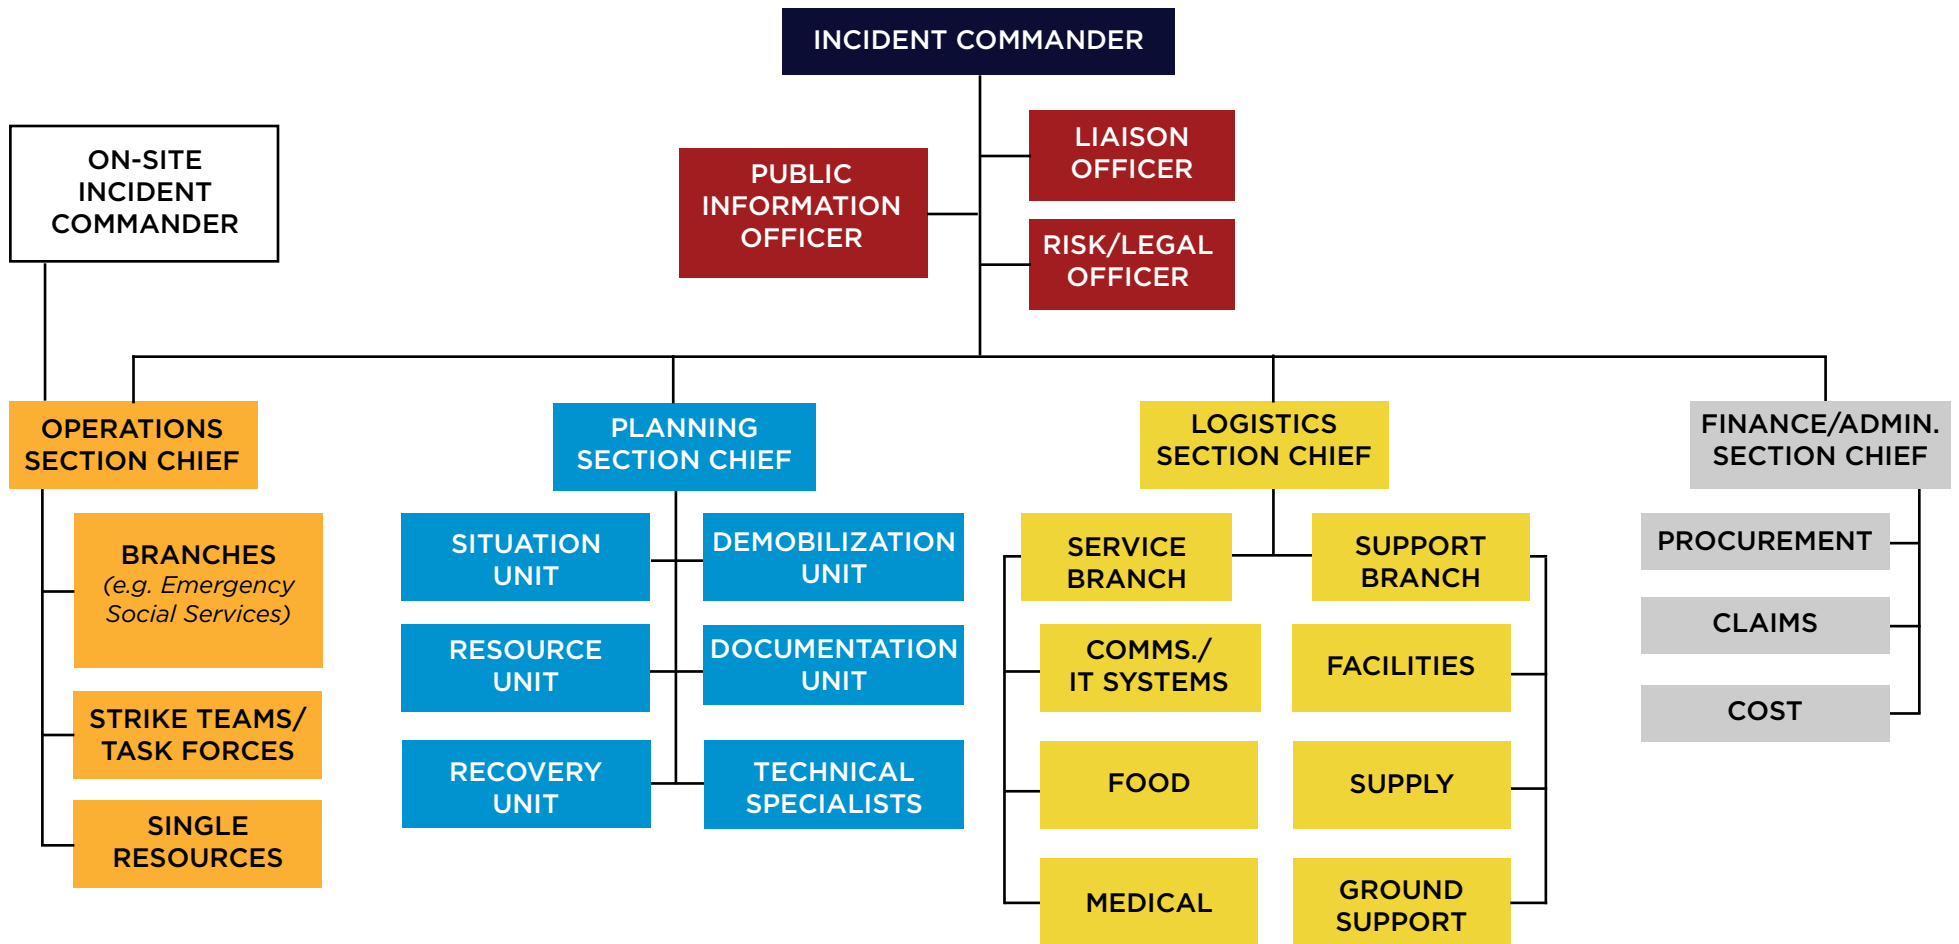 INCIDENT COMMANDER
ON-SITE
INCIDENT
COMMANDER
PUBLIC
INFORMATION
OFFICER
LIAISON
OFFICER
RISK/LEGAL
OFFICER
OPERATIONS
SECTION CHIEF
BRANCHES
(e.g. Emergency
Social Services)
STRIKE TEAMS/
TASK FORCES
SINGLE
RESOURCES
PLANNING
SECTION CHIEF
SITUATION
UNIT
DEMOBILIZATION
UNIT
RESOURCE
UNIT
DOCUMENTATION
UNIT
RECOVERY
UNIT
TECHNICAL
SPECIALISTS
LOGISTICS
SECTION CHIEF
SERVICE
BRANCH
SUPPORT
BRANCH
COMMS./
IT SYSTEMS
FACILITIES
FOOD
SUPPLY
MEDICAL
GROUND
SUPPORT
FINANCE/ADMIN.
SECTION CHIEF
PROCUREMENT
CLAIMS
COST